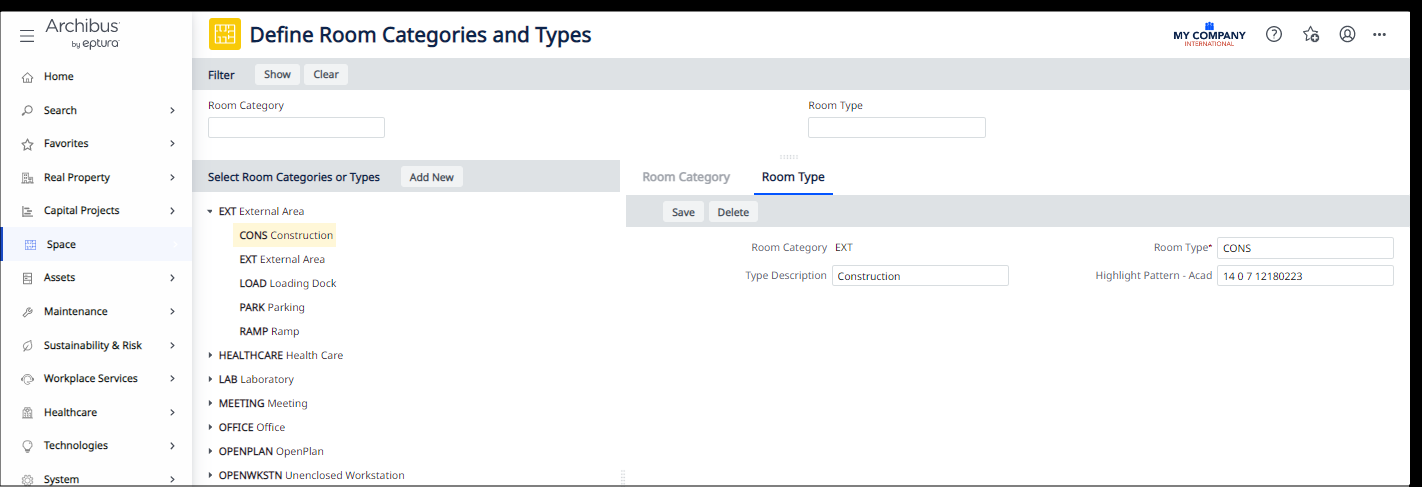 Archibus
by eptura
Define Room Categories and Types
MY COMPANY
INTERNATIONAL
Home
Search
Favorites
Real Property
Capital Projects
Space
Assets
Maintenance
Sustainability & Risk
Workplace Services
Healthcare
Technologies
System
Filter Show Clear
Room Category Room Type
Select Room Categories or Types Add New
EXT External Area
CONS Construction
EXT External Area
LOAD Loading Dock
PARK Parking
RAMP Ramp
HEALTHCARE Health Care
LAB Laboratory
MEETING Meeting
OFFICE Office
OPENPLAN OpenPlan
OPENWKSTN Unenclosed Workstation
Room Category Room Type
Save Delete
Room Category EXT Room Type* CONS
Type Description Construction Highlight Pattern - Acad 14 0 7 12180223